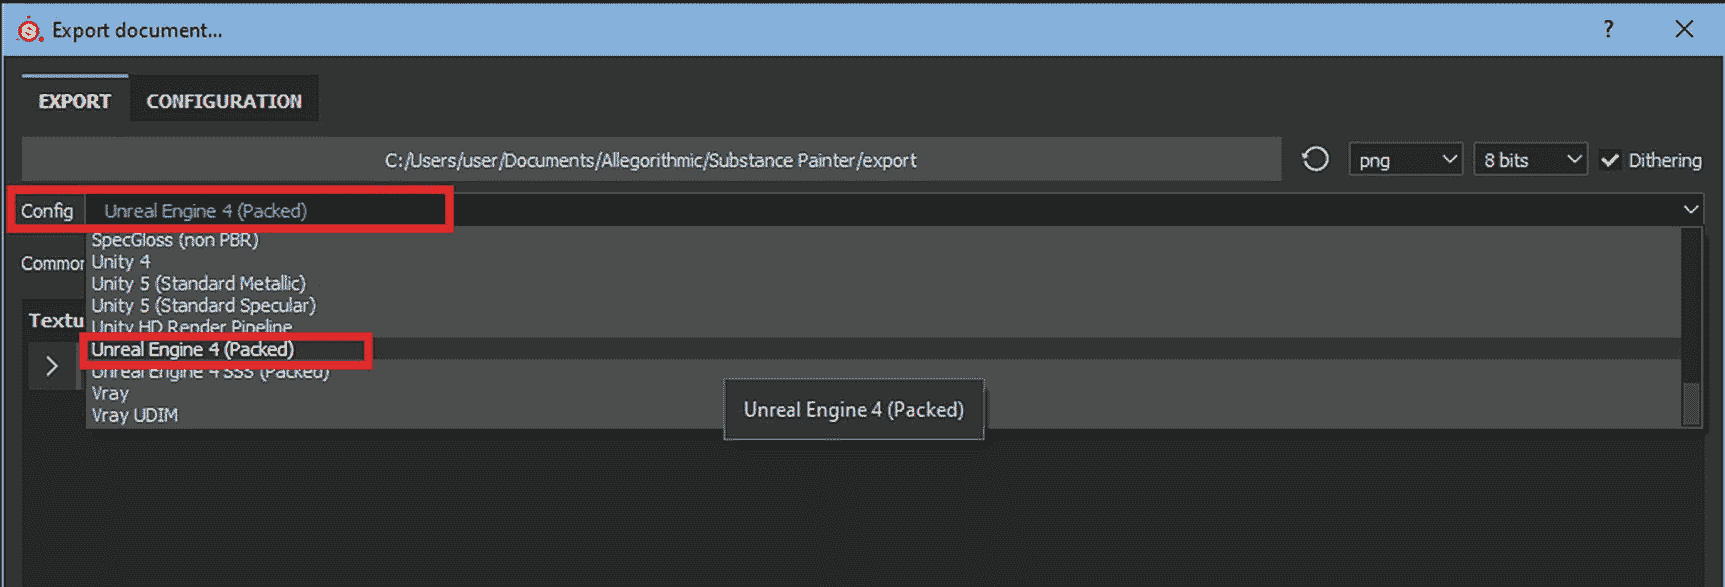 Export document...
?
EXPORT CONFIGURATION
C:/Users/user/Documents/Allegorithmic/Substance Painter/export png 8 bits Dithering
Config Unreal Engine 4 (Packed)
SpecGloss (non PBR)
Common
Unity 4
Unity 5 (Standard Metallic)
Unity 5 (Standard Specular)
Textu
Unity HD Render Pipeline
Unreal Engine 4 (Packed)
Unreal Engine 4 SSS (Packed)
Vray
Unreal Engine 4 (Packed)
Vray UDIM